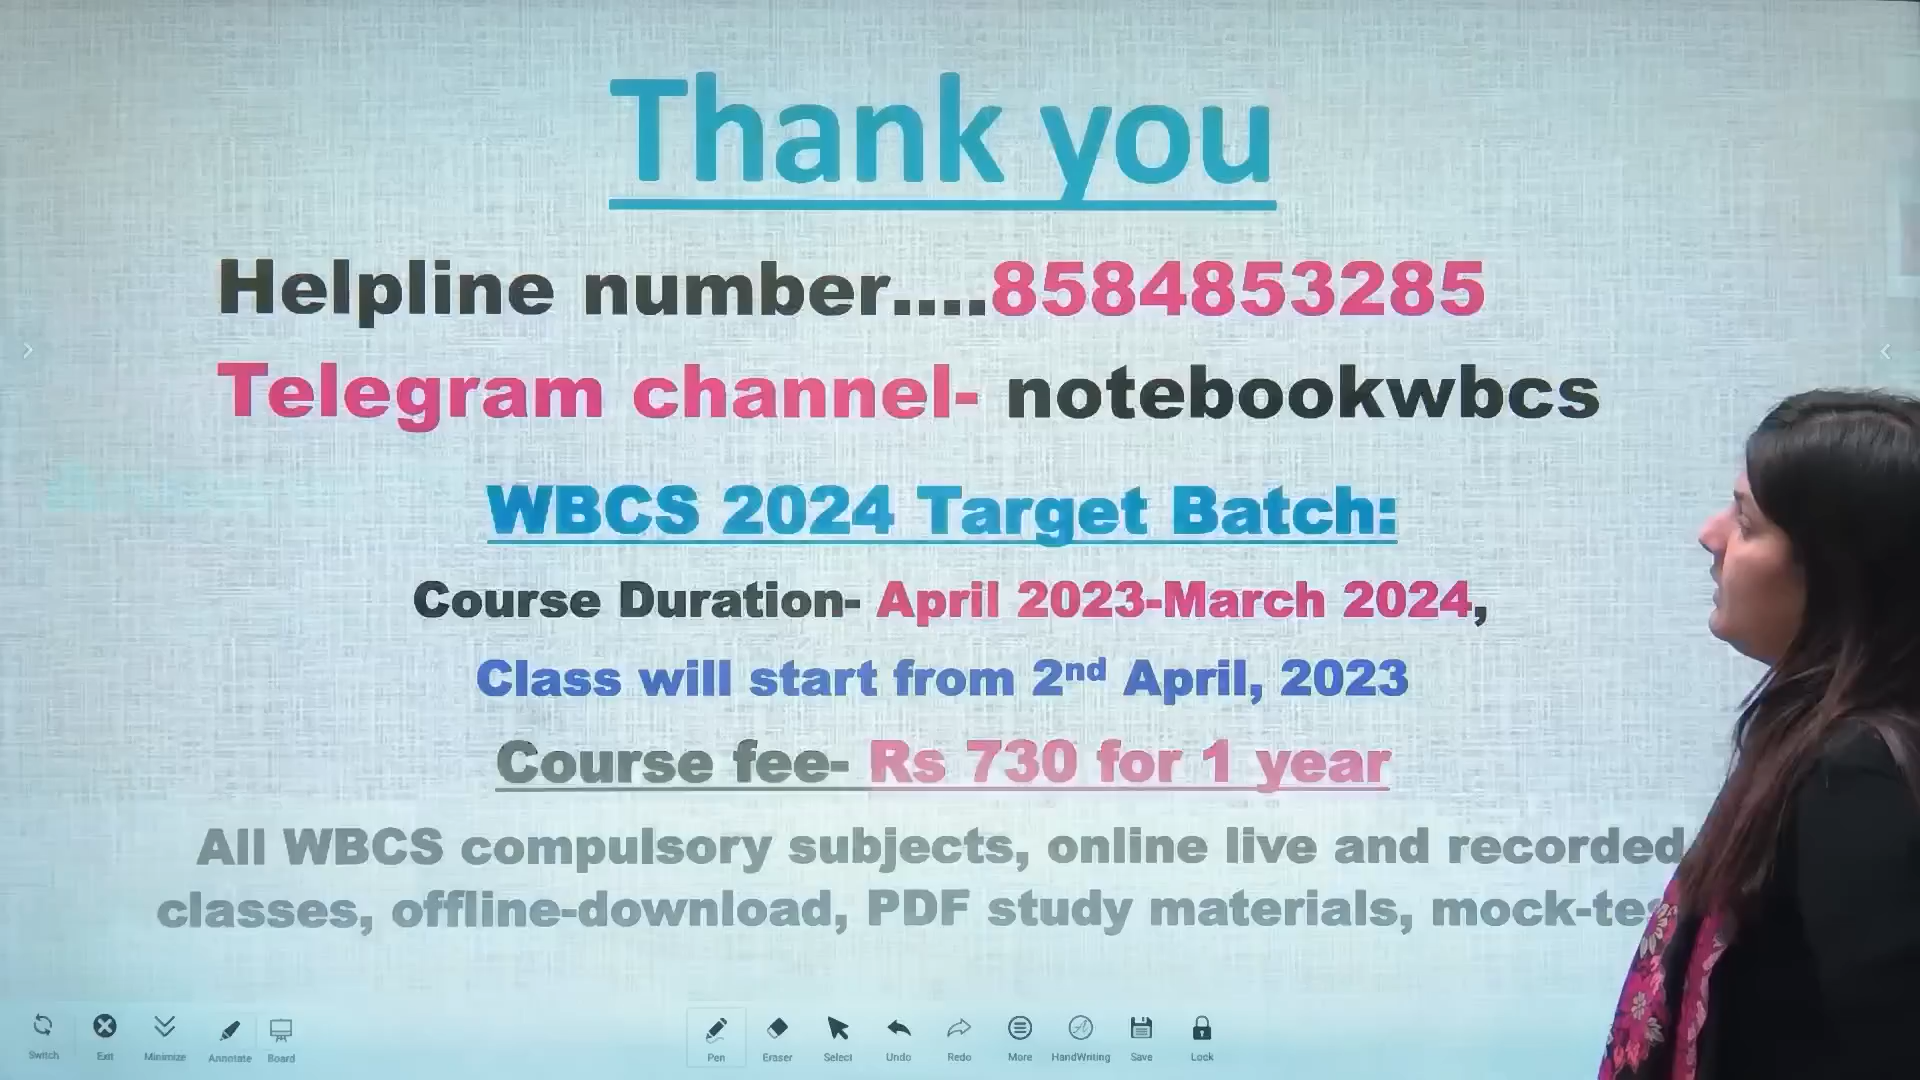 Thank you
Helpline number....8584853285
Telegram channel- notebookwbcs
WBCS 2024 Target Batch:
Course Duration- April 2023-March 2024,
Class will start from 2nd April, 2023
Course fee- Rs 730 for 1 year
All WBCS compulsory subjects, online live and recorded
classes, offline-download, PDF study materials,
Switch Exit Minimize Annotate Board Pen Eraser Select Undo Redo More HandWriting Save Lock